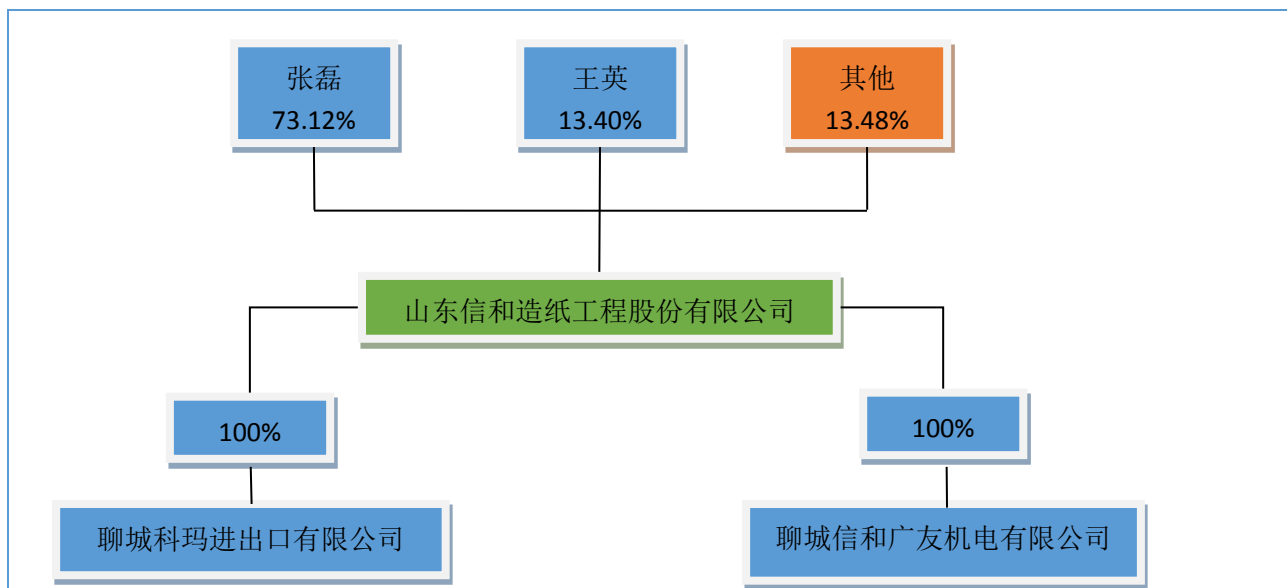 张磊
73.12%
王英
13.40%
其他
13.48%
山东信和造纸工程股份有限公司
100%
100%
聊城科玛进出口有限公司
聊城信和广友机电有限公司